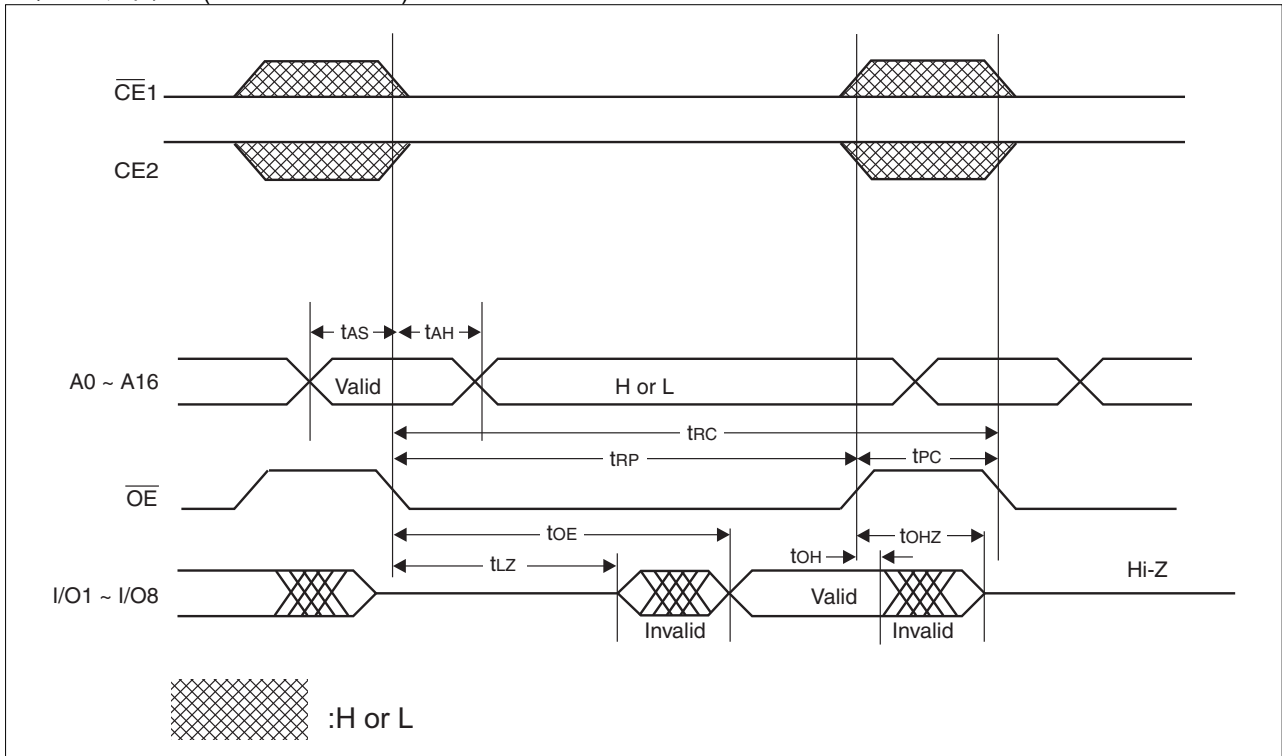 CE1
CE2
tAS
tAH
A0 ~ A16
Valid
H or L
tRC
tRP
tPC
OE
tOE
tOHZ
tLZ
tOH
Hi-Z
I/O1 ~ I/O8
Valid
Invalid
Invalid
:H or L